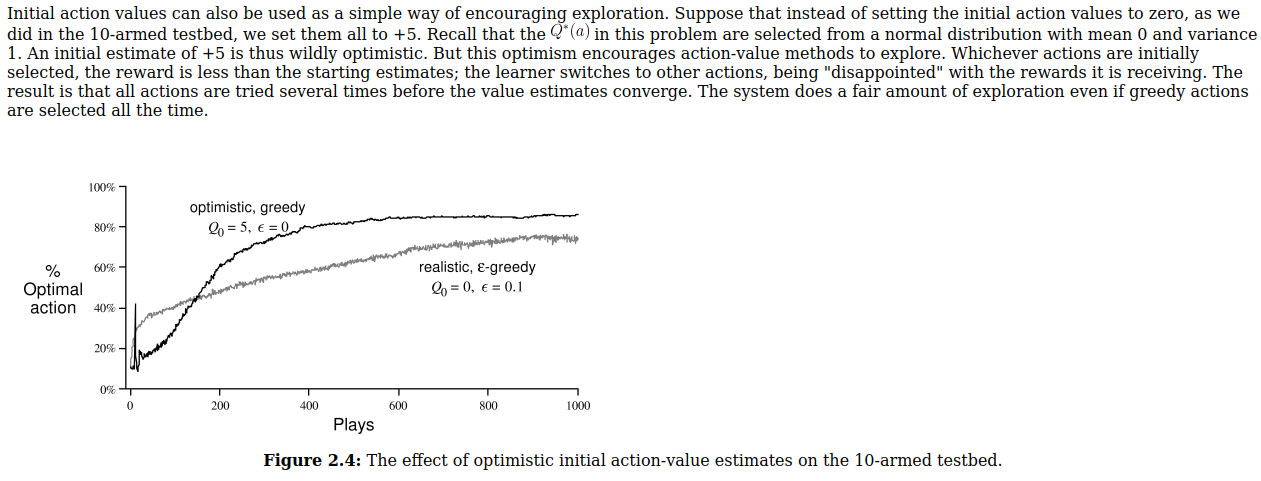 Initial action values can also be used as a simple way of encouraging exploration. Suppose that instead of setting the initial action values to zero, as we
did in the 10-armed testbed, we set them all to +5. Recall that the Q*(a) in this problem are selected from a normal distribution with mean 0 and variance
1. An initial estimate of +5 is thus wildly optimistic. But this optimism encourages action-value methods to explore. Whichever actions are initially
selected, the reward is less than the starting estimates; the learner switches to other actions, being "disappointed" with the rewards it is receiving. The
result is that all actions are tried several times before the value estimates converge. The system does a fair amount of exploration even if greedy actions
are selected all the time.
100%
80%
60%
40%
20%
0%
%
Optimal
action
optimistic, greedy
Q₀ = 5, ϵ = 0
realistic, ε-greedy
Q₀ = 0, ϵ = 0.1
0 200 400 600 800 1000
Plays
Figure 2.4: The effect of optimistic initial action-value estimates on the 10-armed testbed.